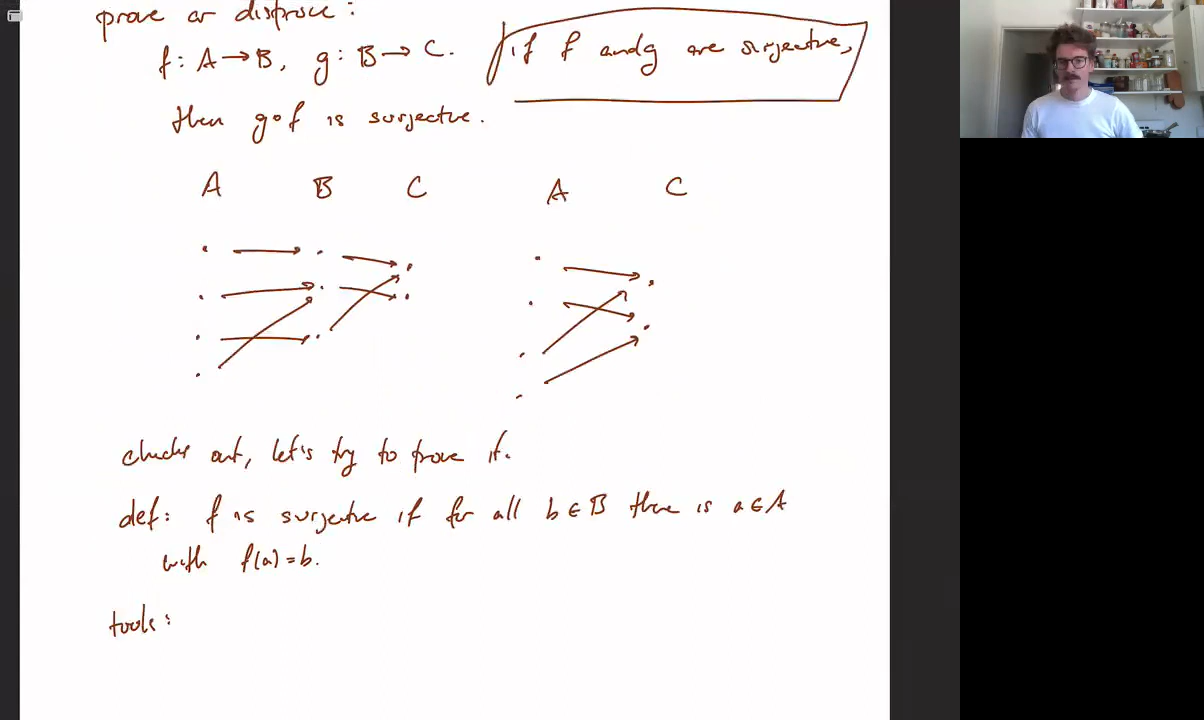 prove or disprove:
f: A→B, g: B→C. if f and g are surjective,
then g∘f is surjective.
A B C A C
checks out, let's try to prove it.
def: f is surjective if for all b∈B there is a∈A
with f(a)=b.
tools: